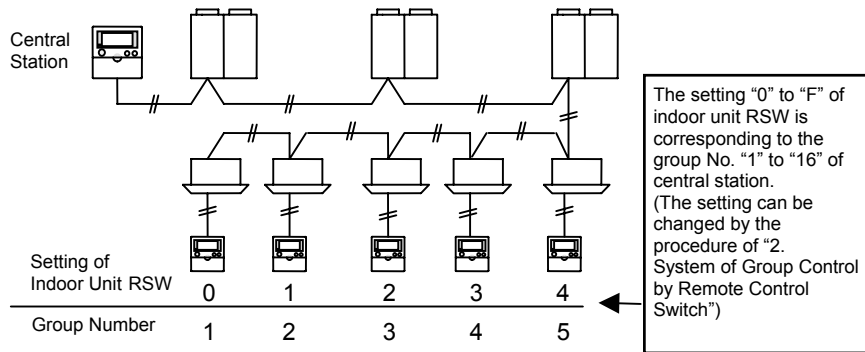 Central
Station
The setting “0” to “F” of
indoor unit RSW is
corresponding to the
group No. “1” to “16” of
central station.
(The setting can be
changed by the
procedure of “2.
System of Group Control
by Remote Control
Switch”)
Setting of
Indoor Unit RSW
0 1 2 3 4
Group Number
1 2 3 4 5